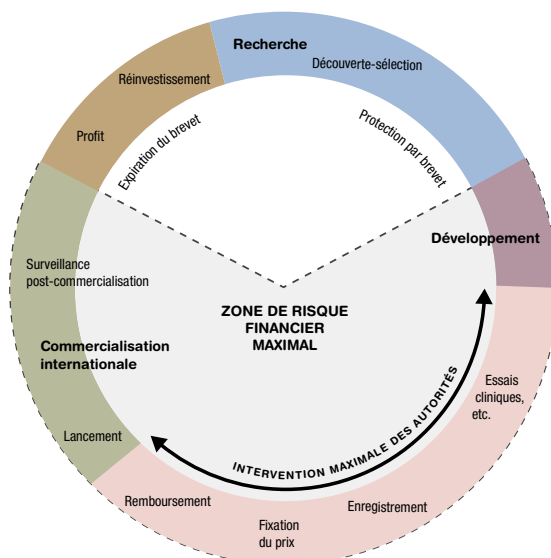 Recherche
Découverte-sélection
Réinvestissement
Profit
Expiration du brevet
Protection par brevet
Développement
Surveillance
post-commercialisation
ZONE DE RISQUE
FINANCIER
MAXIMAL
Commercialisation
internationale
Essais
cliniques,
etc.
Lancement
INTERVENTION MAXIMALE DES AUTORITÉS
Remboursement
Enregistrement
Fixation
du prix